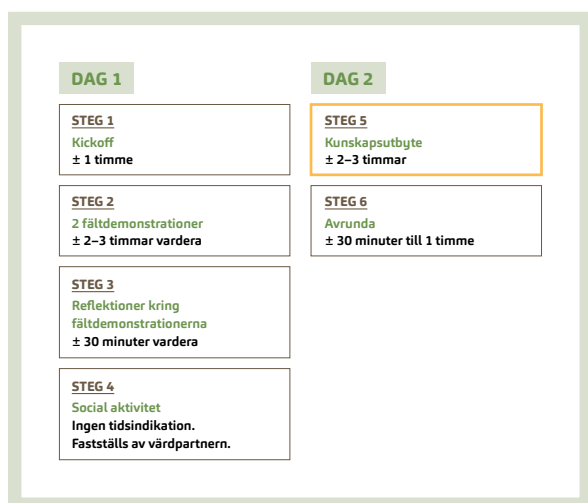 DAG 1
STEG 1
Kickoff
± 1 timme
STEG 2
2 fältdemonstrationer
± 2–3 timmar vardera
STEG 3
Reflektioner kring
fältdemonstrationerna
± 30 minuter vardera
STEG 4
Social aktivitet
Ingen tidsindikation.
Fastställs av värdpartnern.
DAG 2
STEG 5
Kunskapsutbyte
± 2–3 timmar
STEG 6
Avrunda
± 30 minuter till 1 timme